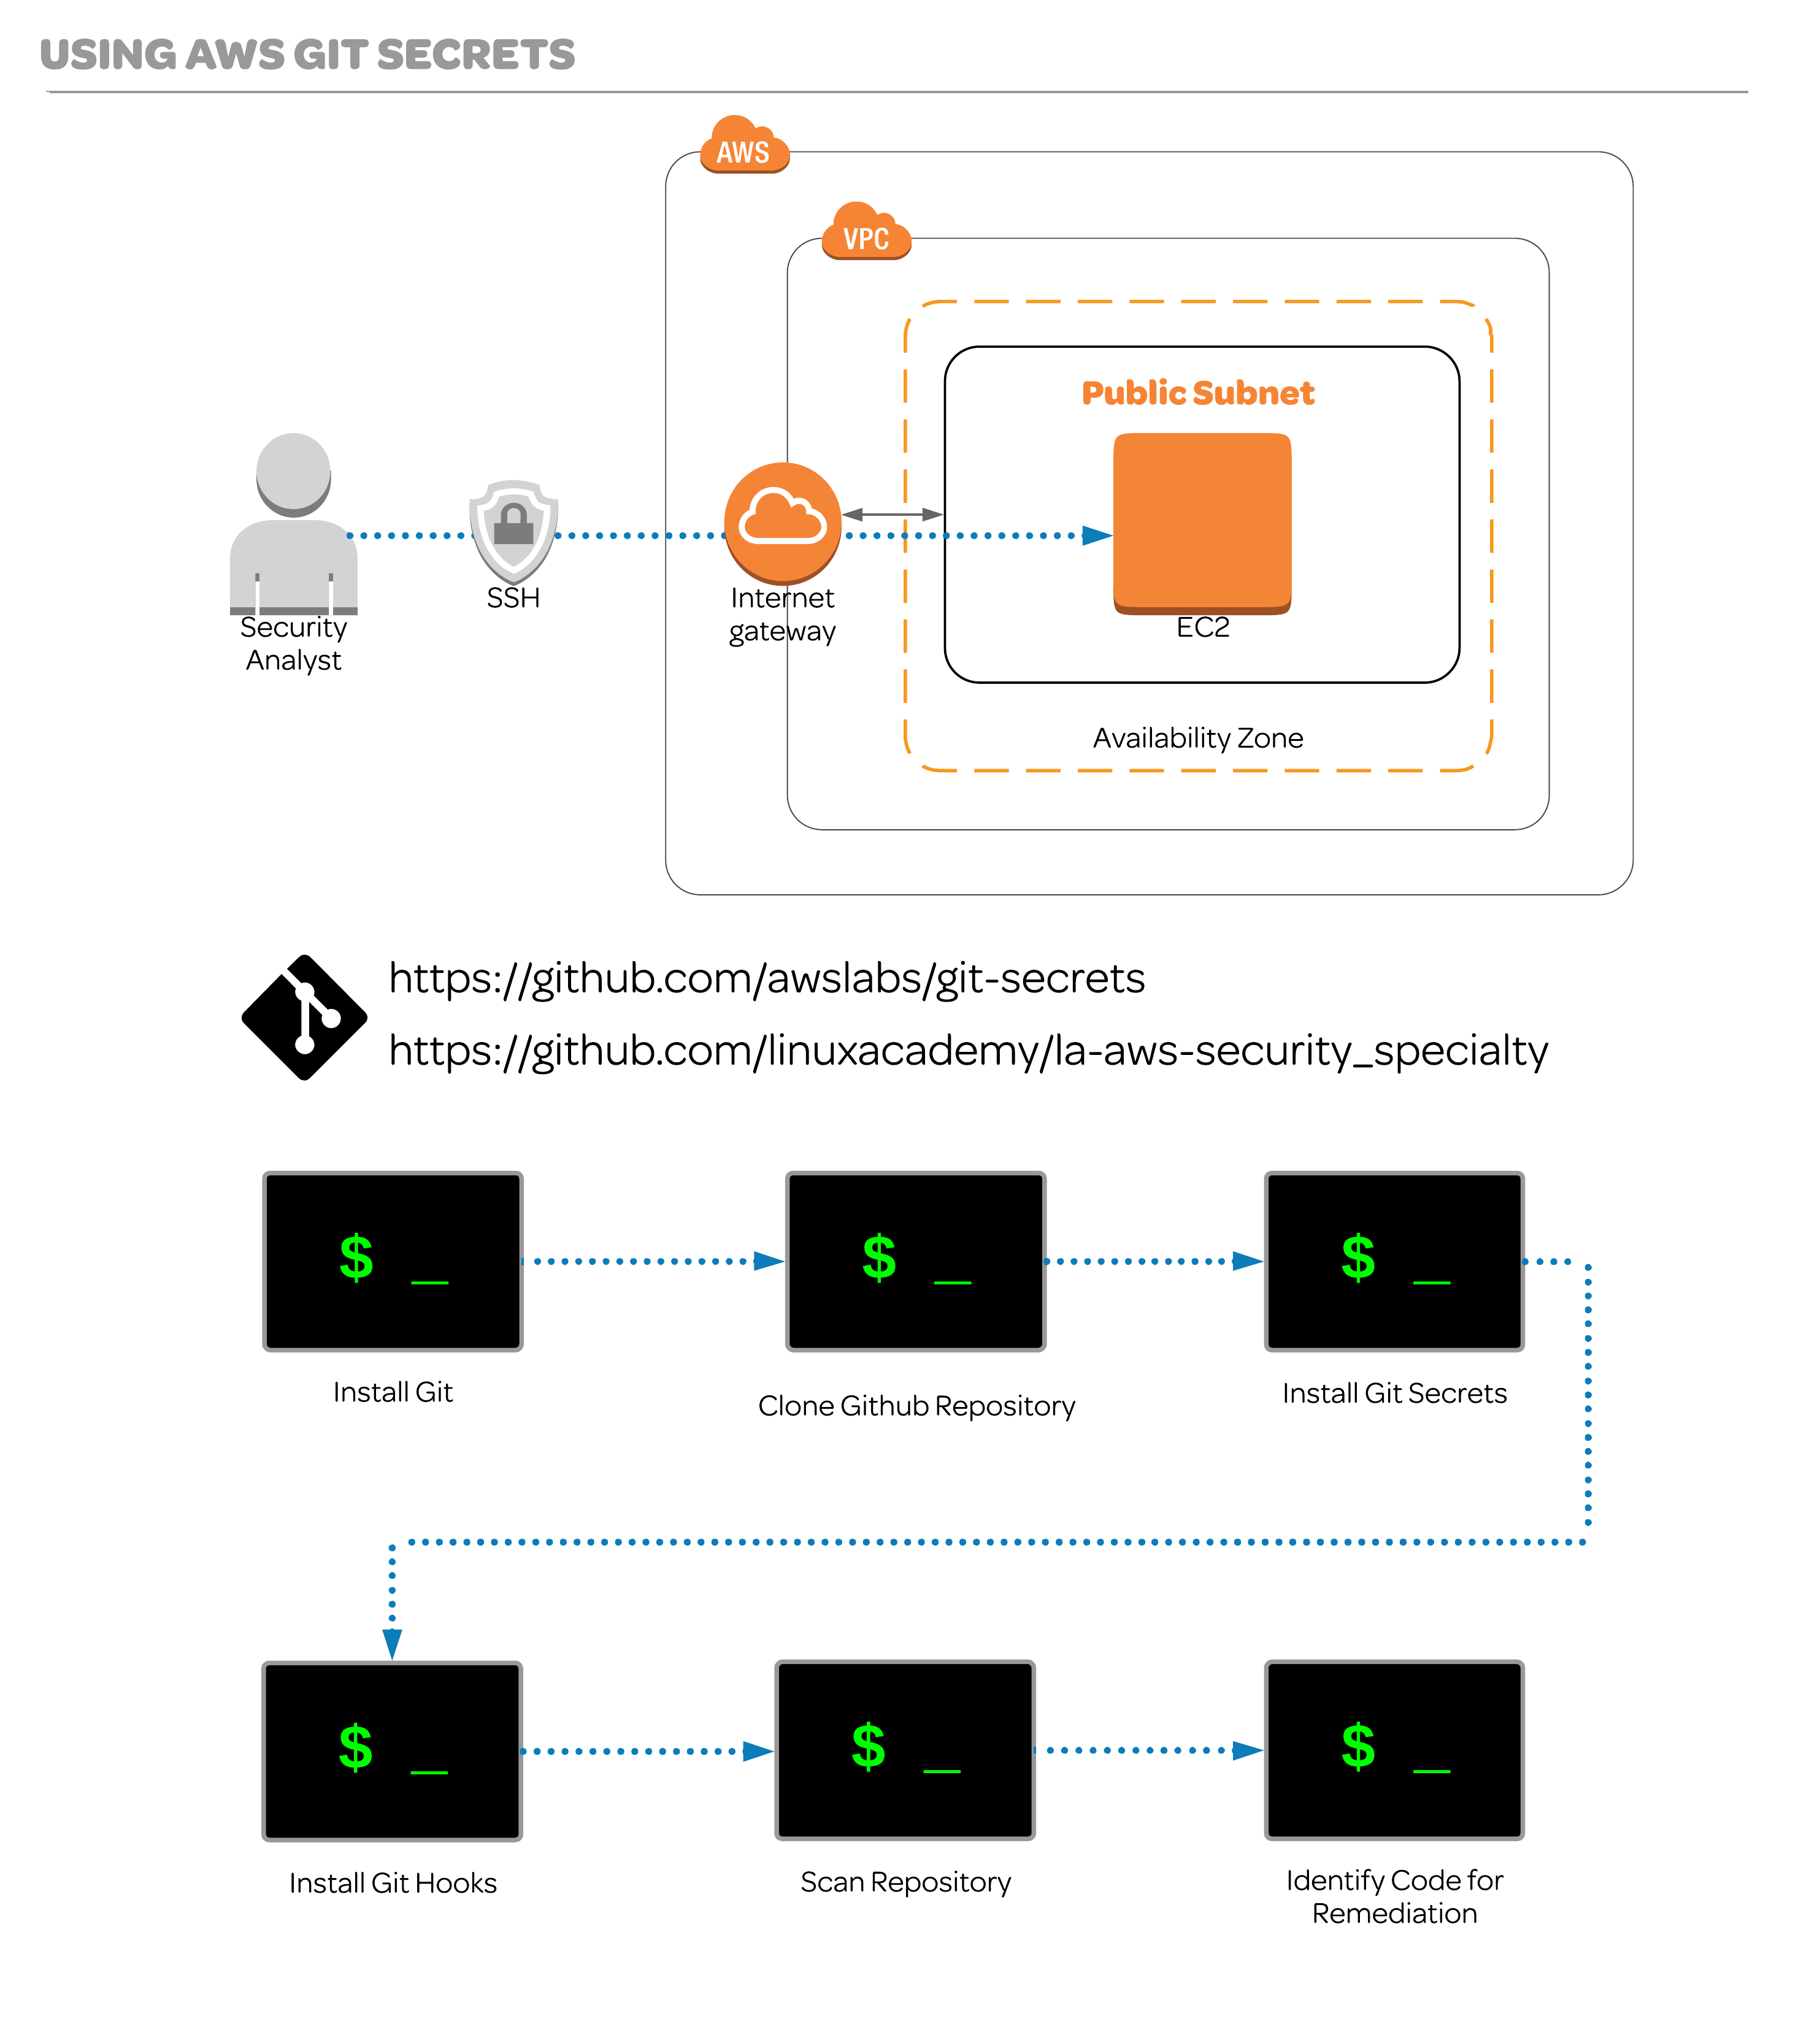 USING AWS GIT SECRETS
AWS
VPC
Public Subnet
SSH
Internet
gateway
Security
Analyst
EC2
Availability Zone
https://github.com/awslabs/git-secrets
https://github.com/linuxacademy/la-aws-security_specialty
$ _
$ _
$ _
Install Git
Clone Github Repository
Install Git Secrets
$ _
$ _
$ _
Install Git Hooks
Scan Repository
Identify Code for
Remediation